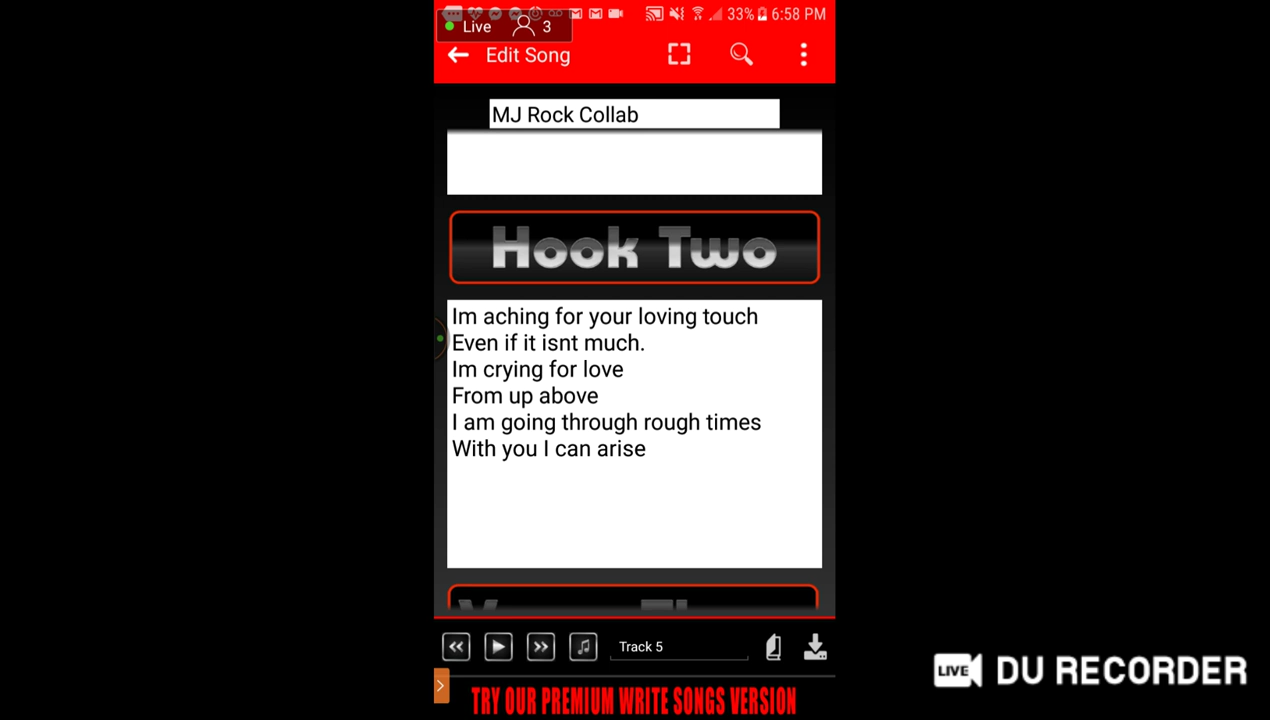 33% 6:58 PM
Live 3
Edit Song
MJ Rock Collab
Hook Two
Im aching for your loving touch
Even if it isnt much.
Im crying for love
From up above
I am going through rough times
With you I can arise
Track 5
TRY OUR PREMIUM WRITE SONGS VERSION
LIVE DU RECORDER